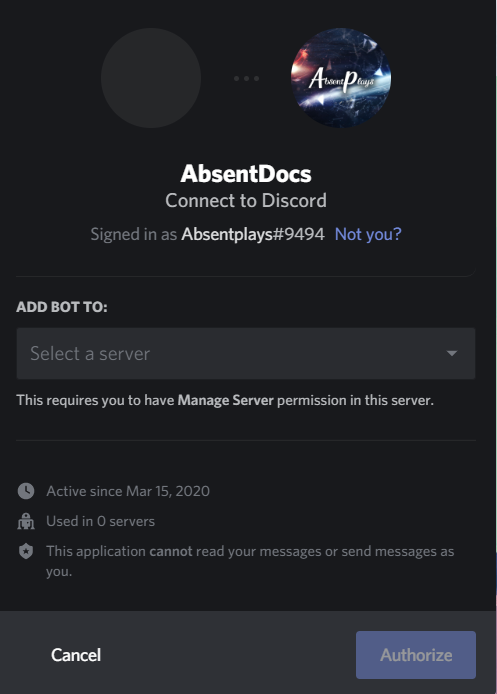 AbsentPlays
AbsentDocs
Connect to Discord
Signed in as Absentplays#9494 Not you?
ADD BOT TO:
Select a server
This requires you to have Manage Server permission in this server.
Active since Mar 15, 2020
Used in 0 servers
This application cannot read your messages or send messages as
you.
Cancel
Authorize